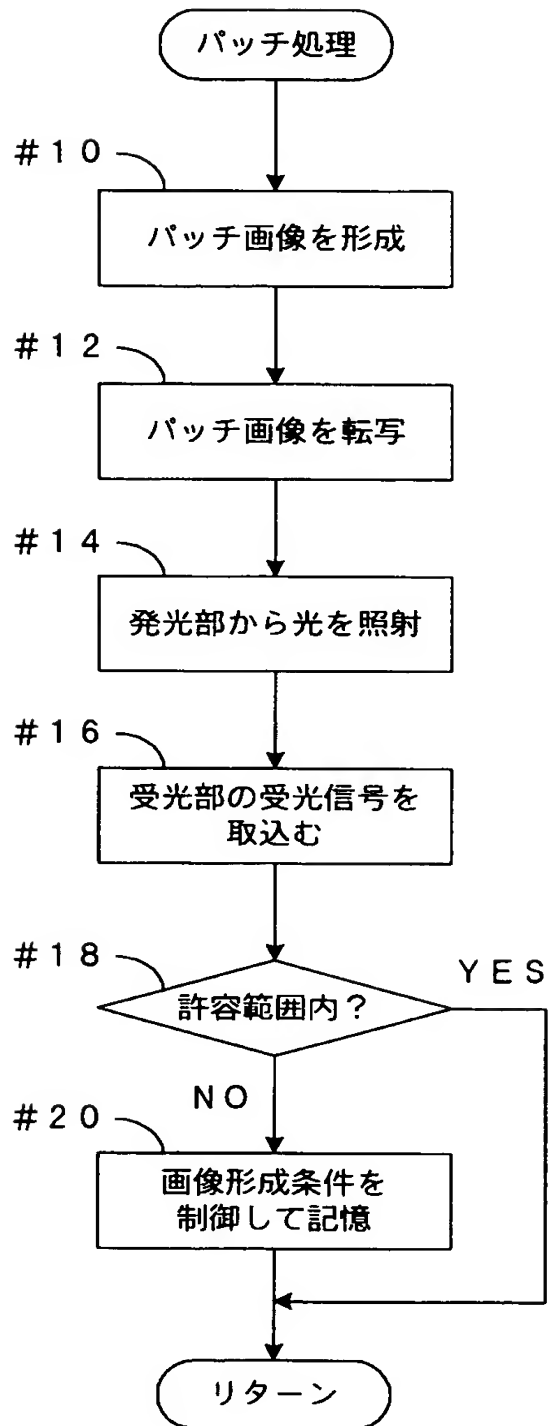 パッチ処理
#10
パッチ画像を形成
#12
パッチ画像を転写
#14
発光部から光を照射
#16
受光部の受光信号を
取込む
#18
許容範囲内?
YES
NO
#20
画像形成条件を
制御して記憶
リターン